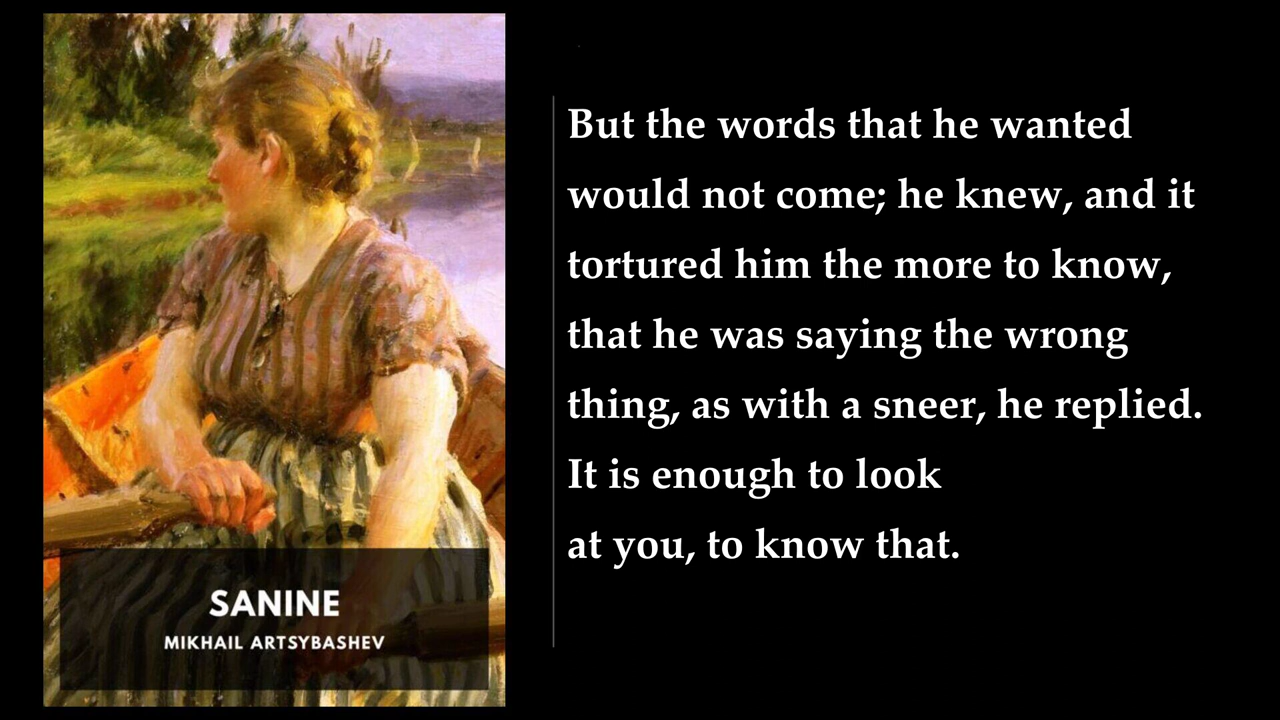 SANINE
MIKHAIL ARTSYBASHEV
But the words that he wanted
would not come; he knew, and it
tortured him the more to know,
that he was saying the wrong
thing, as with a sneer, he replied.
It is enough to look
at you, to know that.